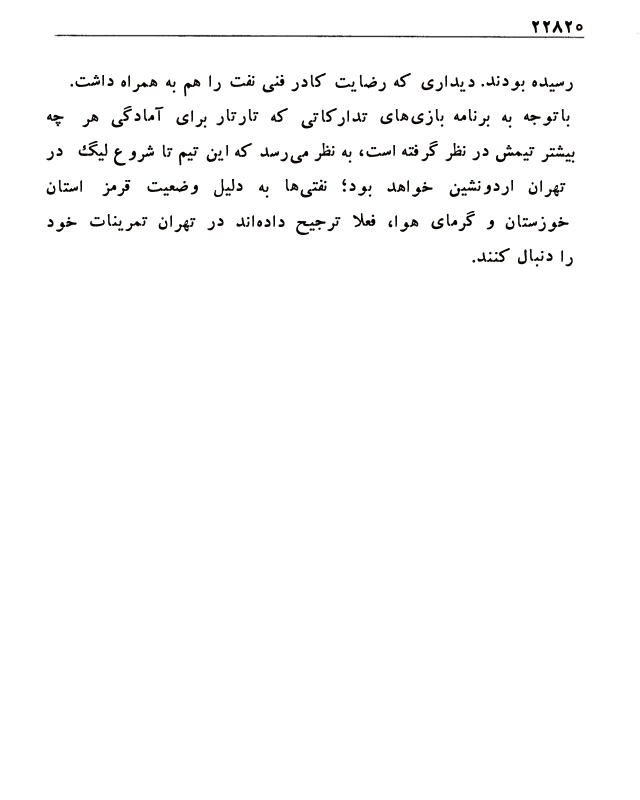 ۲۲۸۲۰
رسیده بودند. دیداری که رضایت کادر فنی نفت را هم به همراه داشت.
باتوجه به برنامه بازی‌های تدارکاتی که تارتار برای آمادگی هر چه
بیشتر تیمش در نظر گرفته است، به نظر می‌رسد که این تیم تا شروع لیگ در
تهران اردونشین خواهد بود؛ نفتی‌ها به دلیل وضعیت قرمز استان
خوزستان و گرمای هوا، فعلا ترجیح داده‌اند در تهران تمرینات خود
را دنبال کنند.